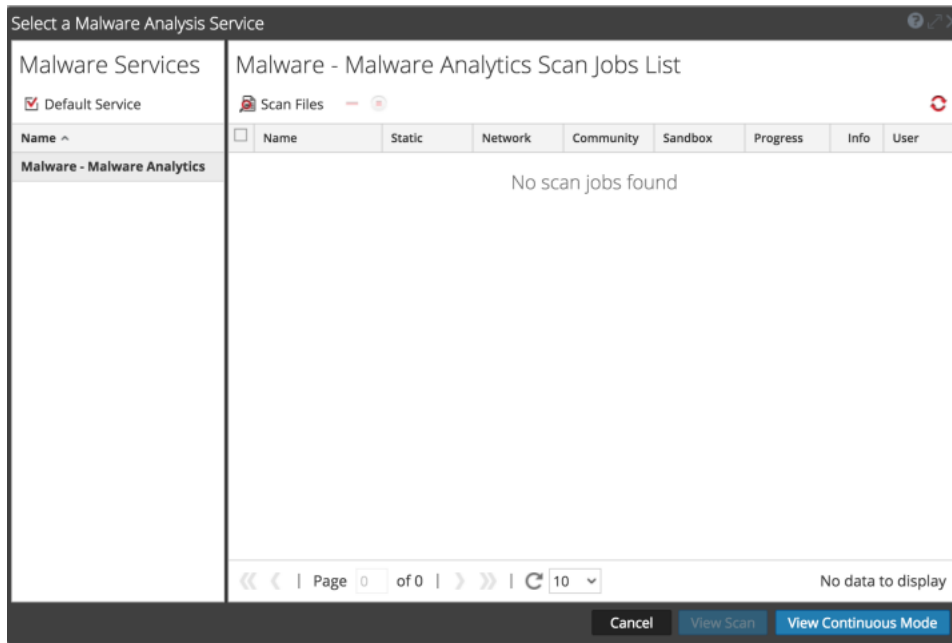 Select a Malware Analysis Service
Malware Services
Default Service
Name
Malware - Malware Analytics
Malware - Malware Analytics Scan Jobs List
Scan Files
Name Static Network Community Sandbox Progress Info User
No scan jobs found
Page 0 of 0 | 10 No data to display
Cancel View Scan View Continuous Mode